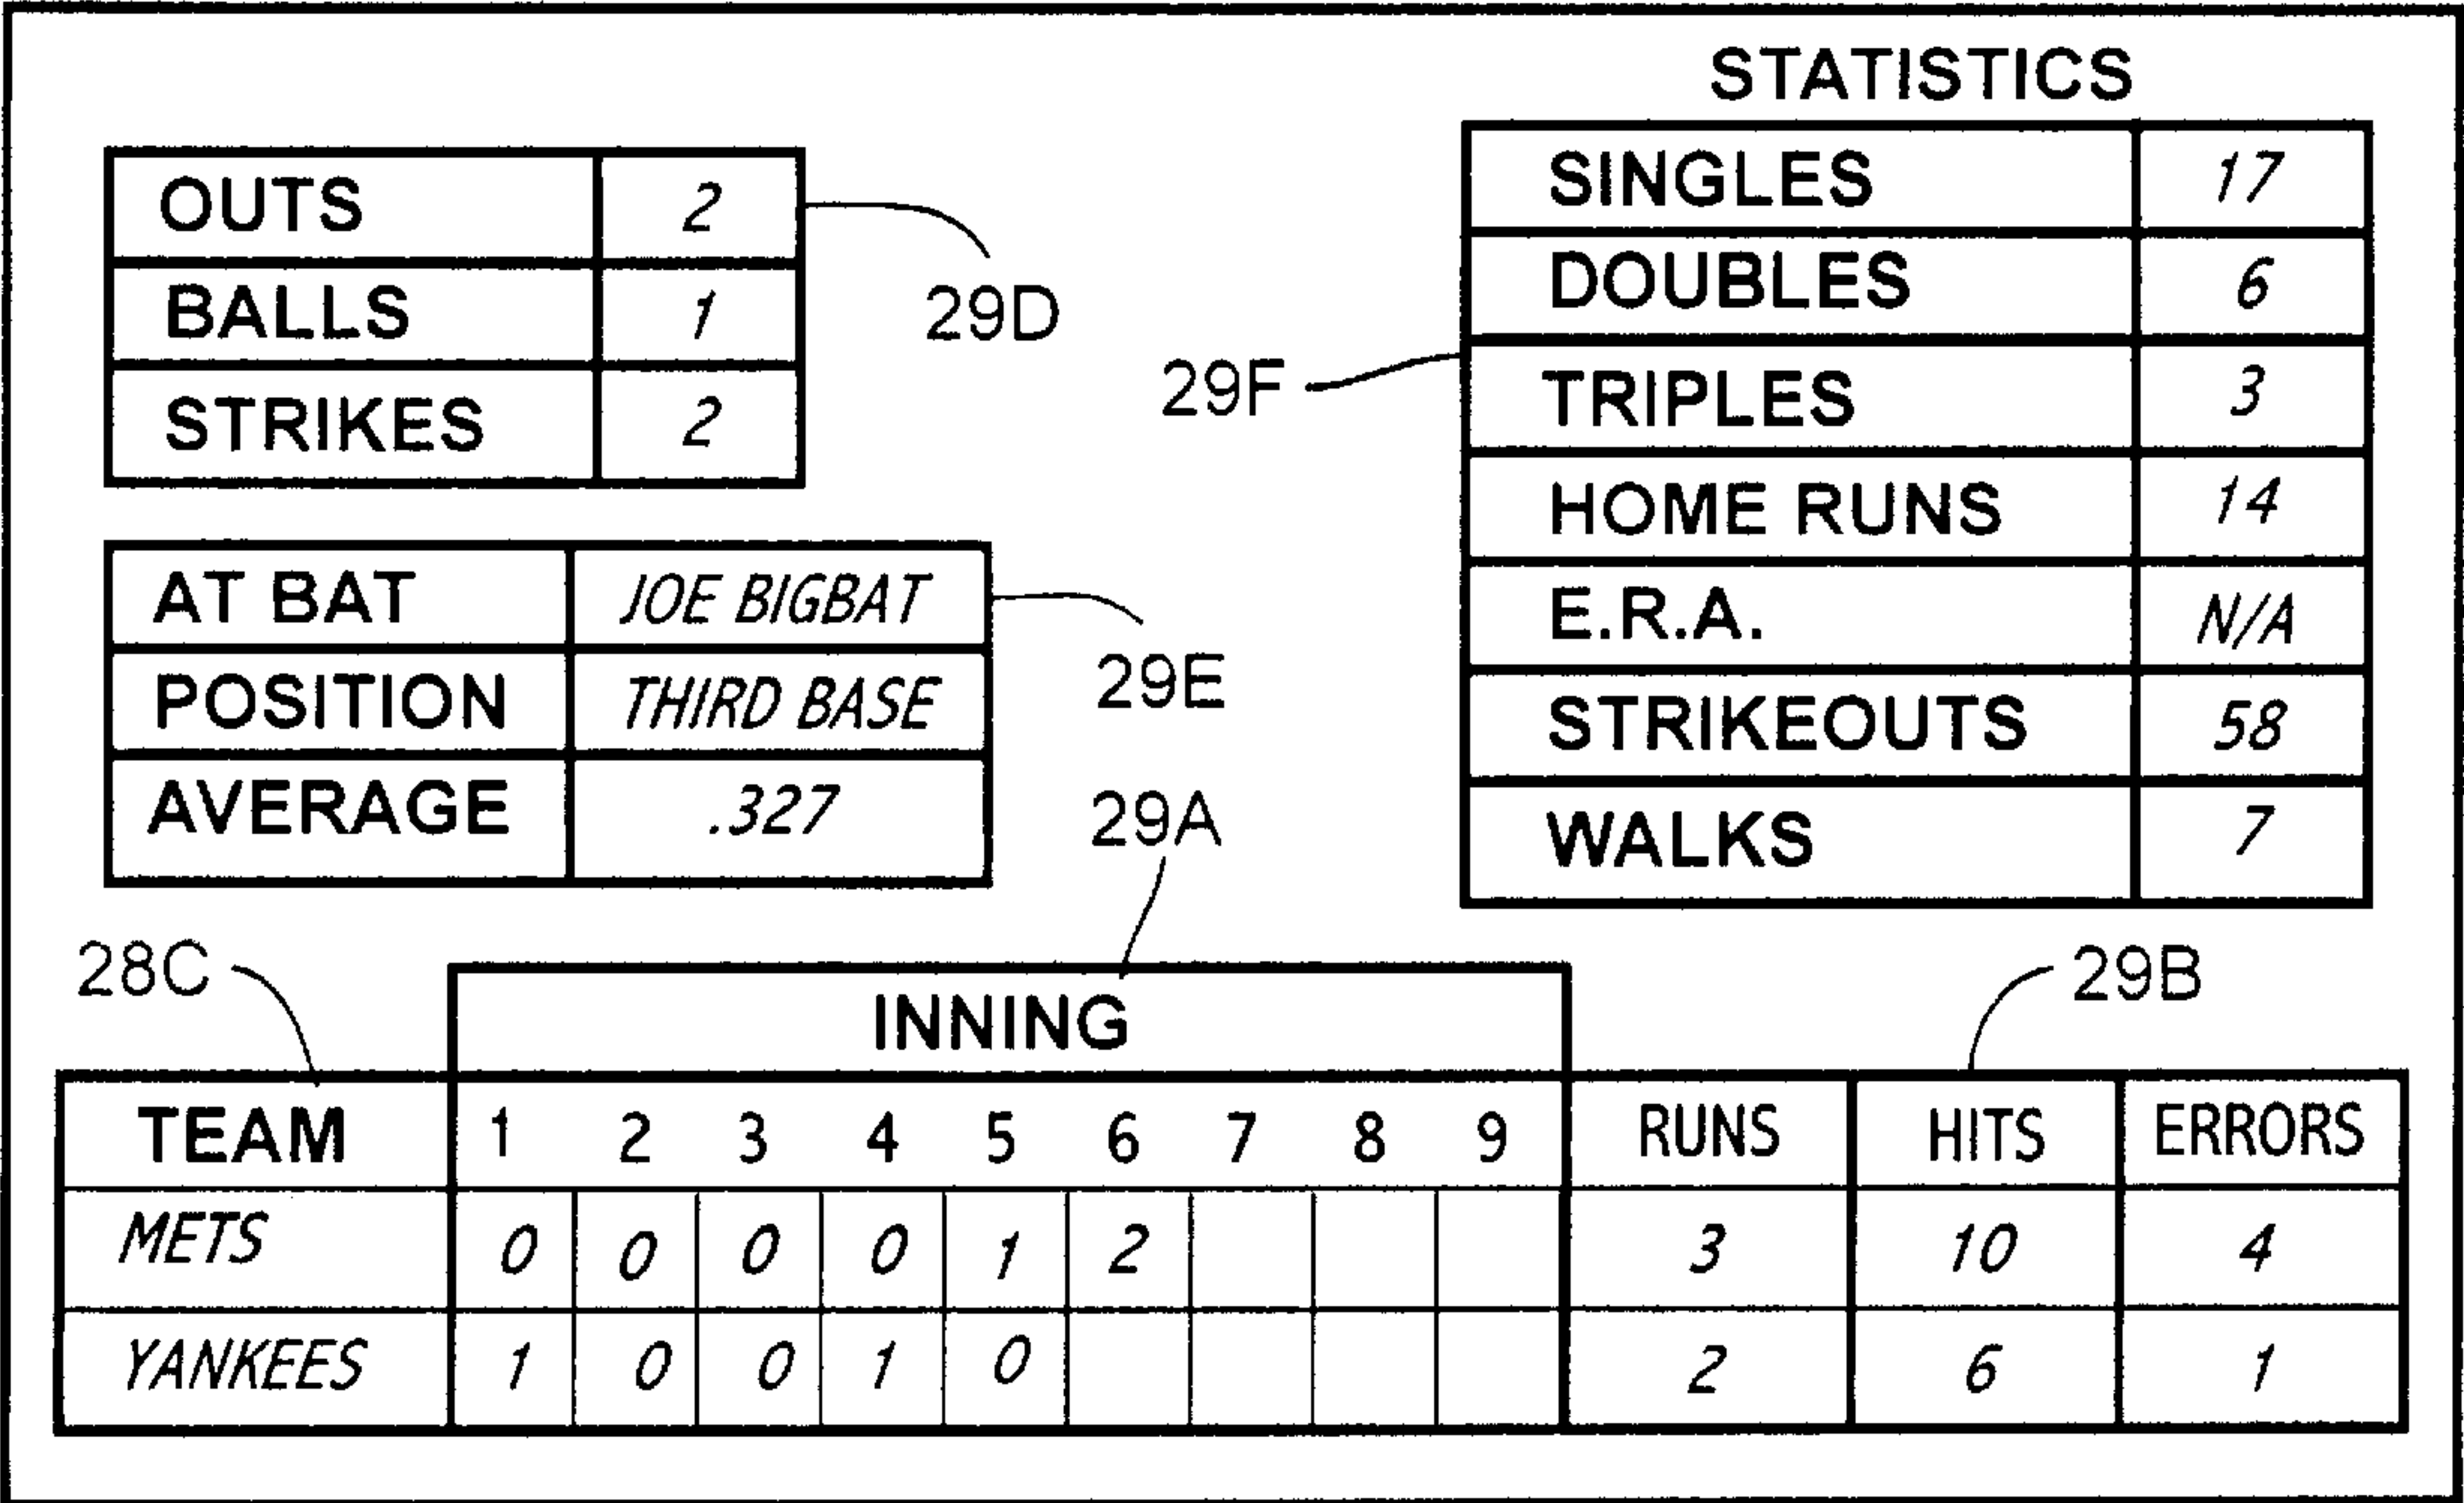 STATISTICS
OUTS 2
BALLS 1
STRIKES 2
29D
SINGLES 17
DOUBLES 6
TRIPLES 3
HOME RUNS 14
E.R.A. N/A
STRIKEOUTS 58
WALKS 7
29F
AT BAT JOE BIGBAT
POSITION THIRD BASE
AVERAGE .327
29E
29A
28C
29B
INNING
TEAM 1 2 3 4 5 6 7 8 9 RUNS HITS ERRORS
METS 0 0 0 0 1 2 3 10 4
YANKEES 1 0 0 1 0 2 6 1